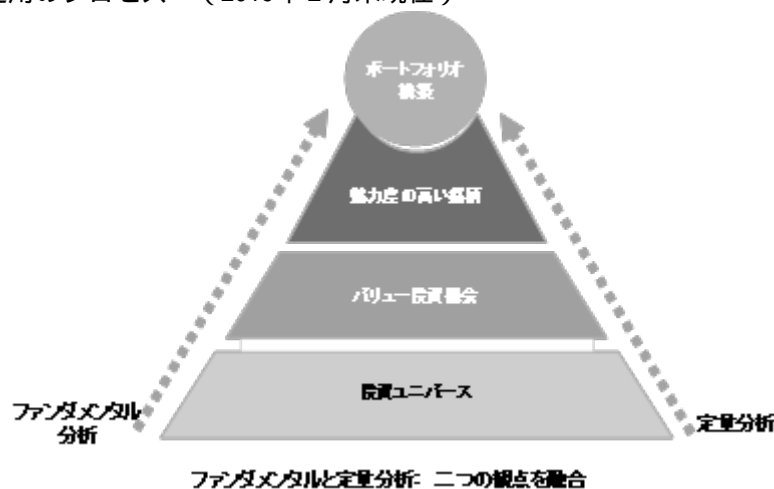 ポートフォリオ
構築
魅力度の高い銘柄
バリュー投資機会
投資ユニバース
ファンダメンタル
分析
定量分析
ファンダメンタルと定量分析: 二つの観点を融合